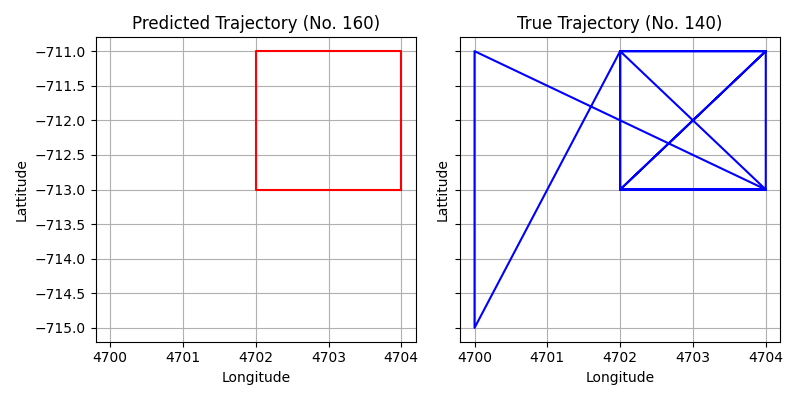 Predicted Trajectory (No. 160)
Lattitude
−711.0
−711.5
−712.0
−712.5
−713.0
−713.5
−714.0
−714.5
−715.0
4700 4701 4702 4703 4704
Longitude
True Trajectory (No. 140)
Lattitude
4700 4701 4702 4703 4704
Longitude